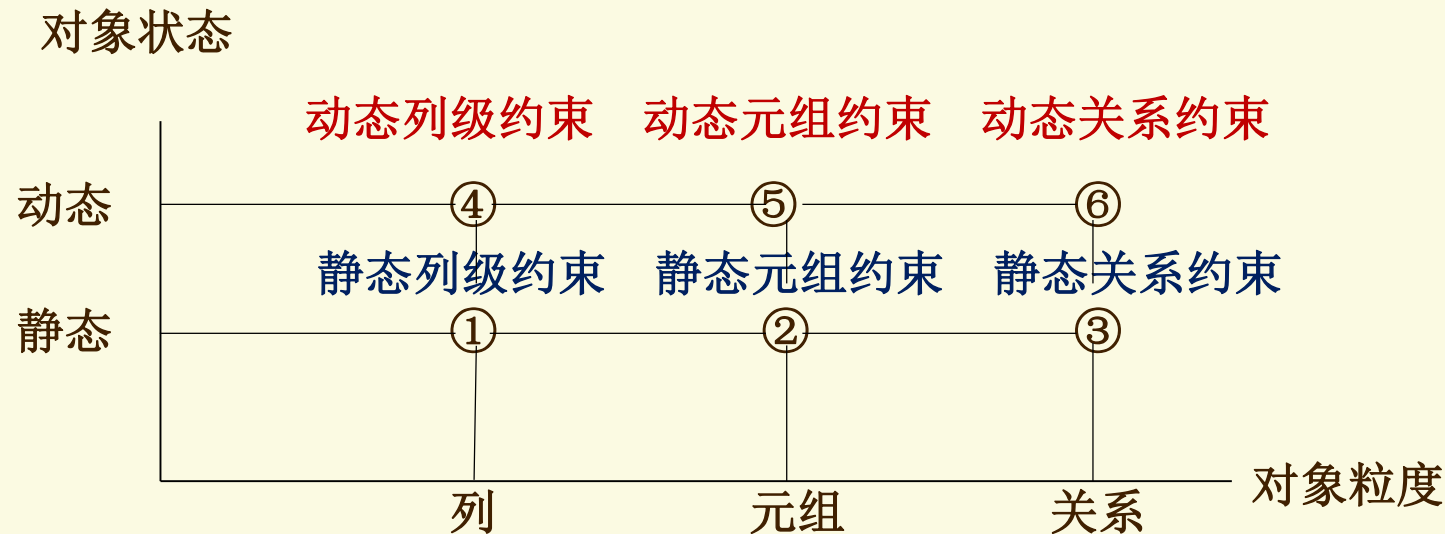 对象状态
动态列级约束 动态元组约束 动态关系约束
动态 ④ ⑤ ⑥
静态列级约束 静态元组约束 静态关系约束
静态 ① ② ③
对象粒度
列 元组 关系